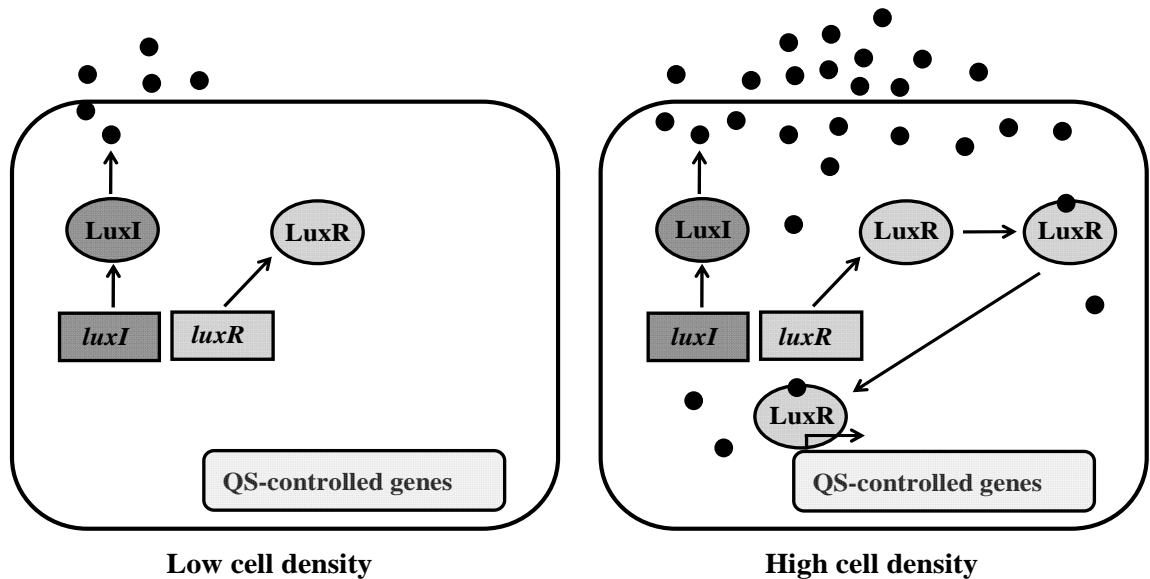 LuxI
LuxR
luxI
luxR
QS-controlled genes
Low cell density
LuxI
LuxR
LuxR
luxI
luxR
LuxR
QS-controlled genes
High cell density